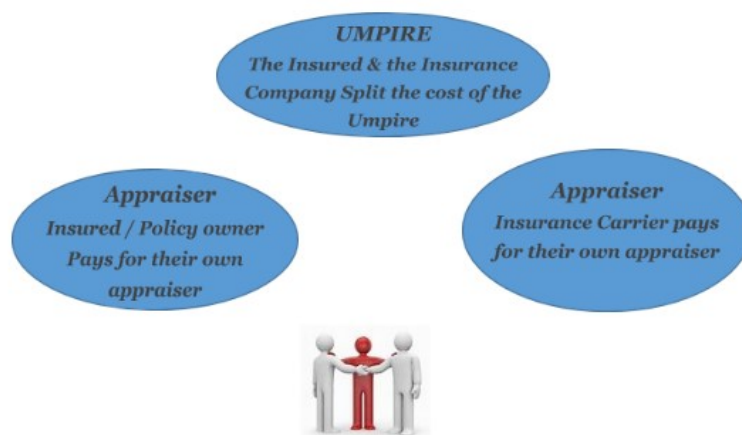 UMPIRE
The Insured & the Insurance
Company Split the cost of the
Umpire
Appraiser
Insured / Policy owner
Pays for their own
appraiser
Appraiser
Insurance Carrier pays
for their own appraiser